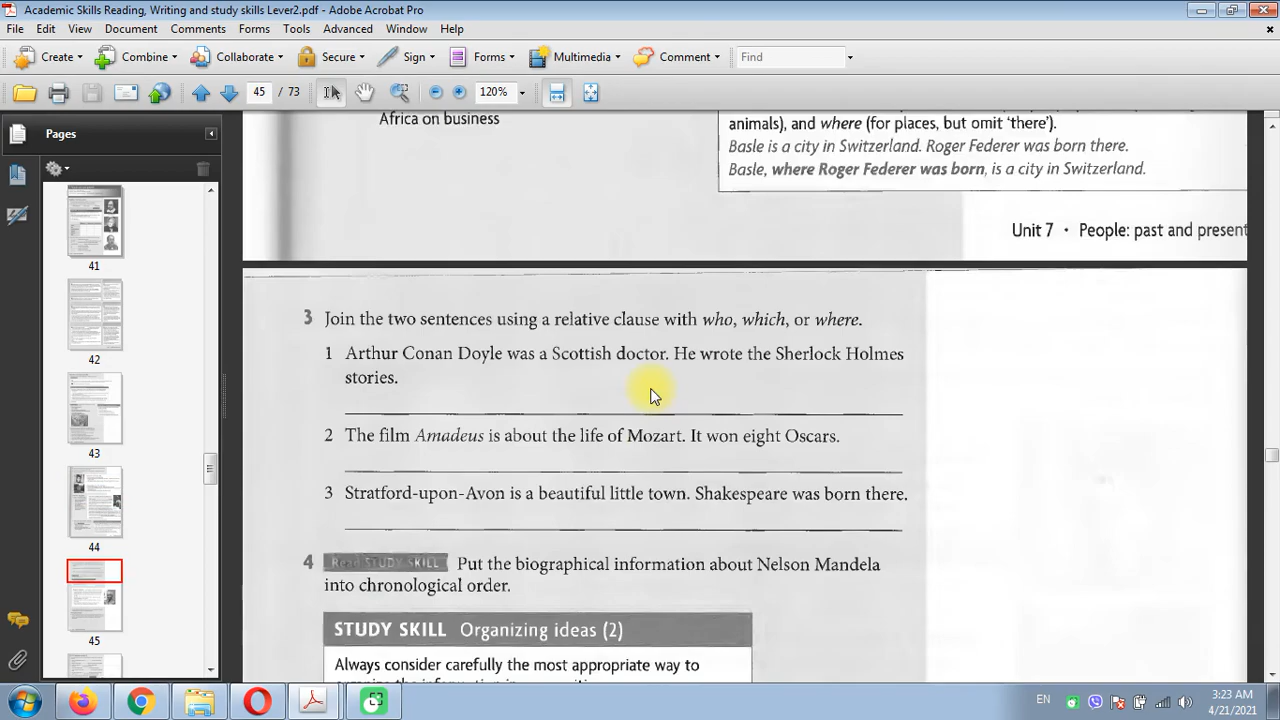 Academic Skills Reading, Writing and study skills Lever2.pdf - Adobe Acrobat Pro
File Edit View Document Comments Forms Tools Advanced Window Help
Create Combine Collaborate Secure Sign Forms Multimedia Comment Find
45 / 73 120%
Pages
41
42
43
44
45
Africa on business
animals), and where (for places, but omit ‘there’).
Basle is a city in Switzerland. Roger Federer was born there.
Basle, where Roger Federer was born, is a city in Switzerland.
Unit 7 • People: past and present
3 Join the two sentences using a relative clause with who, which, or where.
1 Arthur Conan Doyle was a Scottish doctor. He wrote the Sherlock Holmes
stories.
2 The film Amadeus is about the life of Mozart. It won eight Oscars.
3 Stratford-upon-Avon is a beautiful little town. Shakespeare was born there.
4 STUDY SKILL Put the biographical information about Nelson Mandela
into chronological order.
STUDY SKILL Organizing ideas (2)
Always consider carefully the most appropriate way to
EN 3:23 AM
4/21/2021